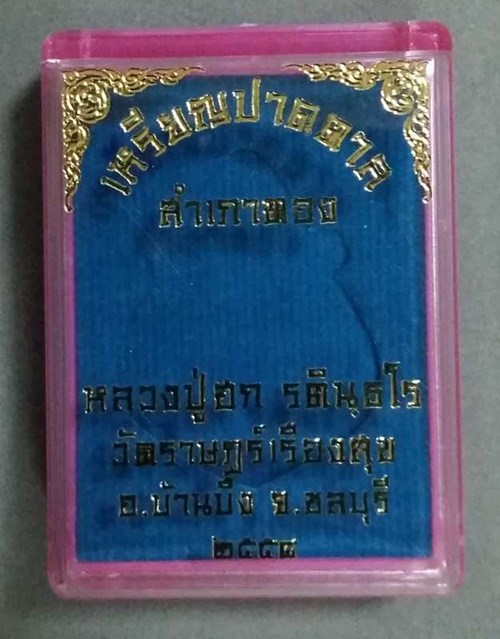 เหรียญปาดตาล
สำเภาทอง
หลวงปู่ฮก รตินฺธโร
วัดราษฎร์เรืองสุข
อ.บ้านบึง จ.ชลบุรี
๒๕๕๘